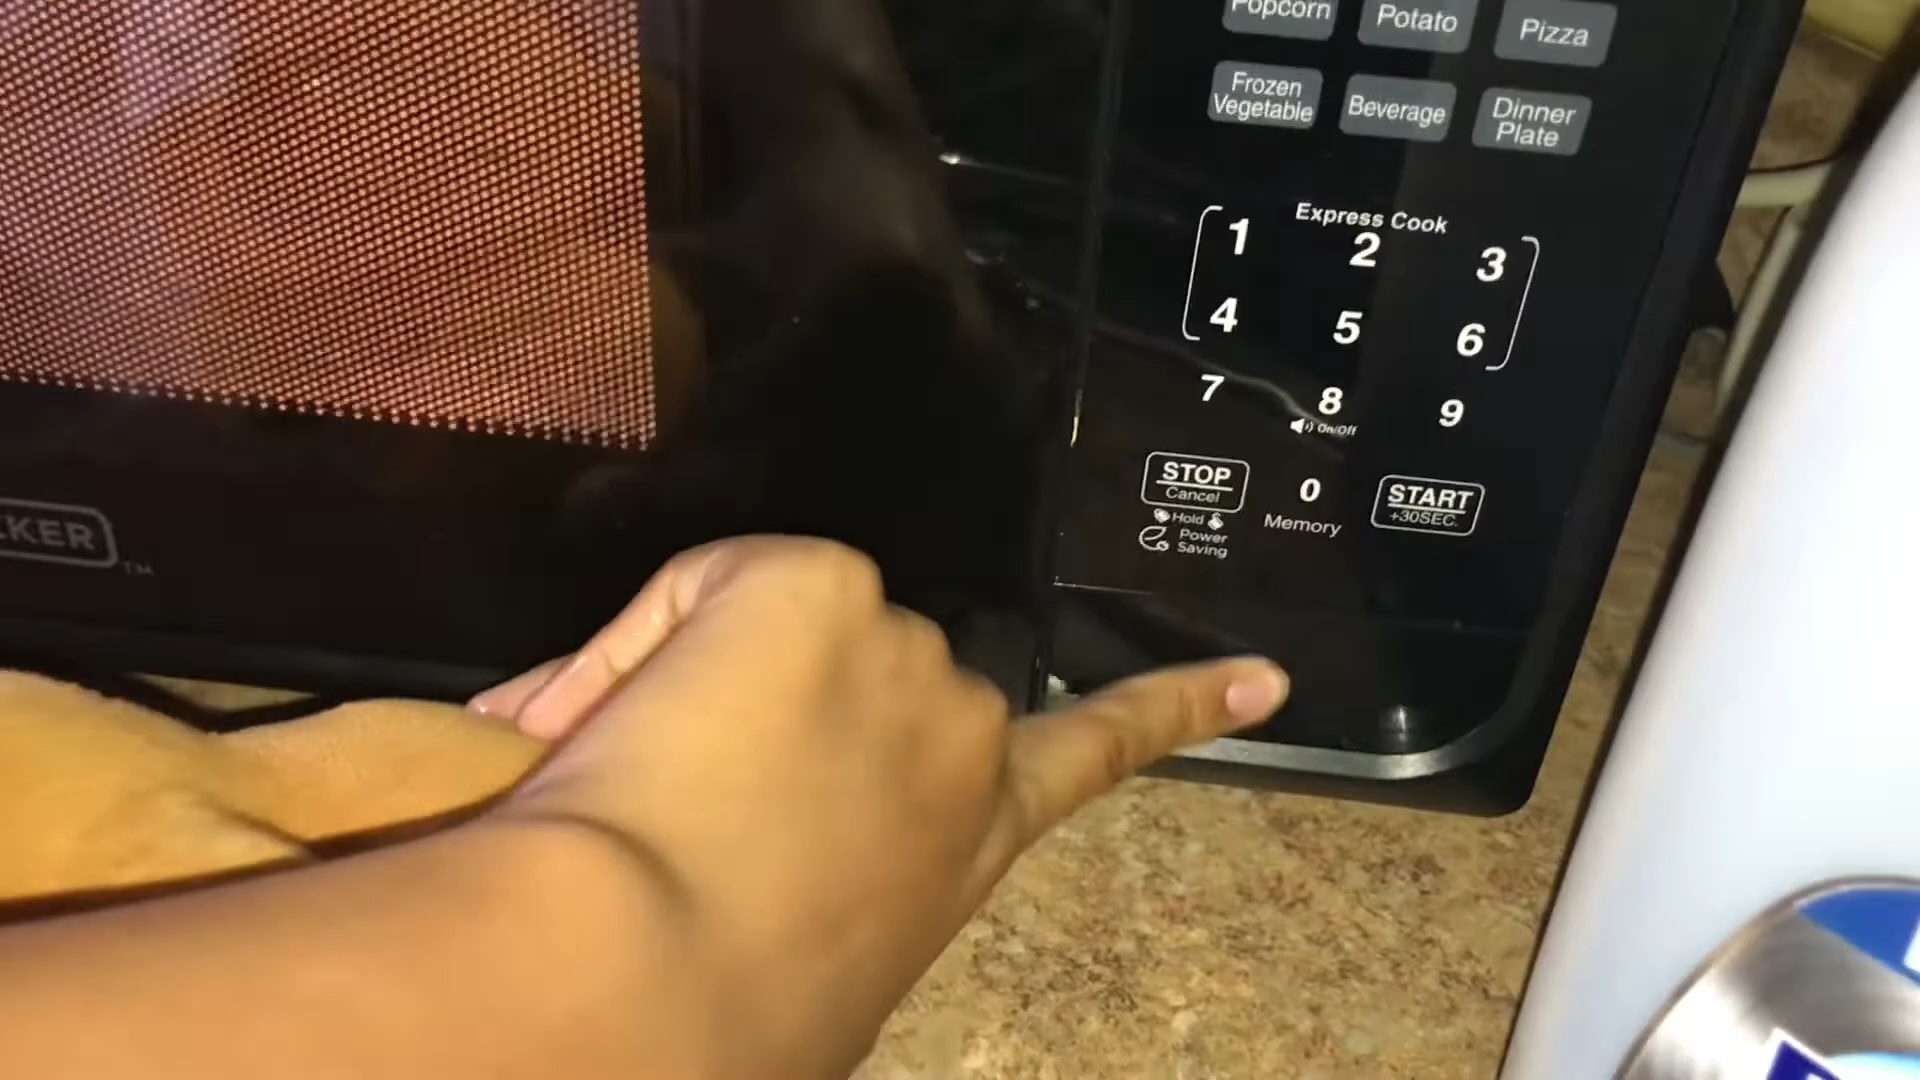 Popcorn
Potato
Pizza
Frozen
Vegetable
Beverage
Dinner
Plate
Express Cook
1
2
3
4
5
6
7
8
9
On/Off
STOP
Cancel
Hold
Power
Saving
0
Memory
START
+30SEC.
CKER
TM